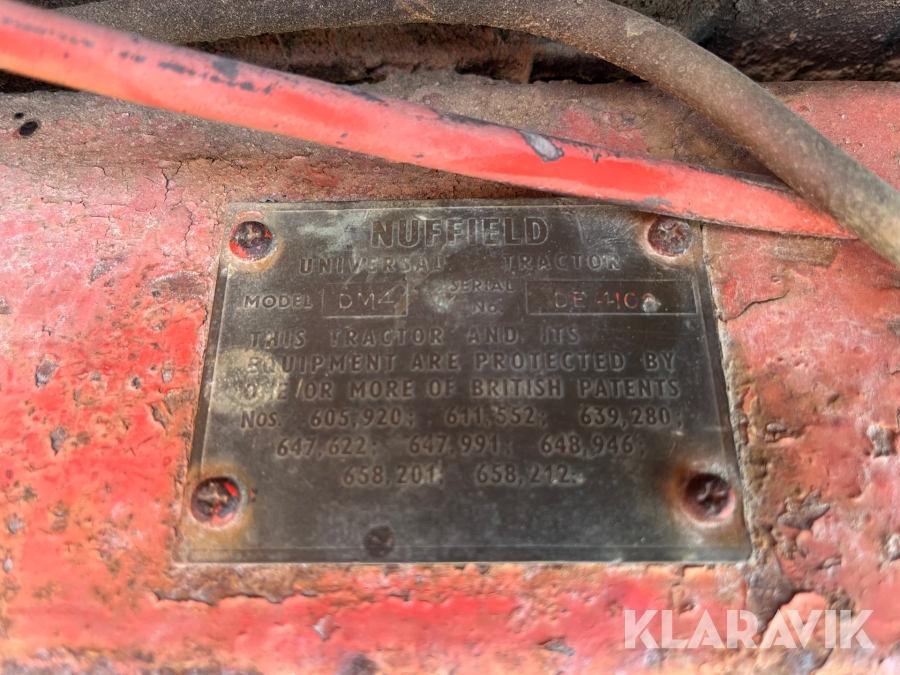 NUFFIELD
UNIVERSAL TRACTOR
MODEL DM4 SERIAL No. DE
THIS TRACTOR AND ITS
EQUIPMENT ARE PROTECTED BY
ONE/OR MORE OF BRITISH PATENTS
Nos. 605,920; 611,552; 639,280;
647,622; 647,991; 648,946;
658,201. 658,212.
KLARAVIK